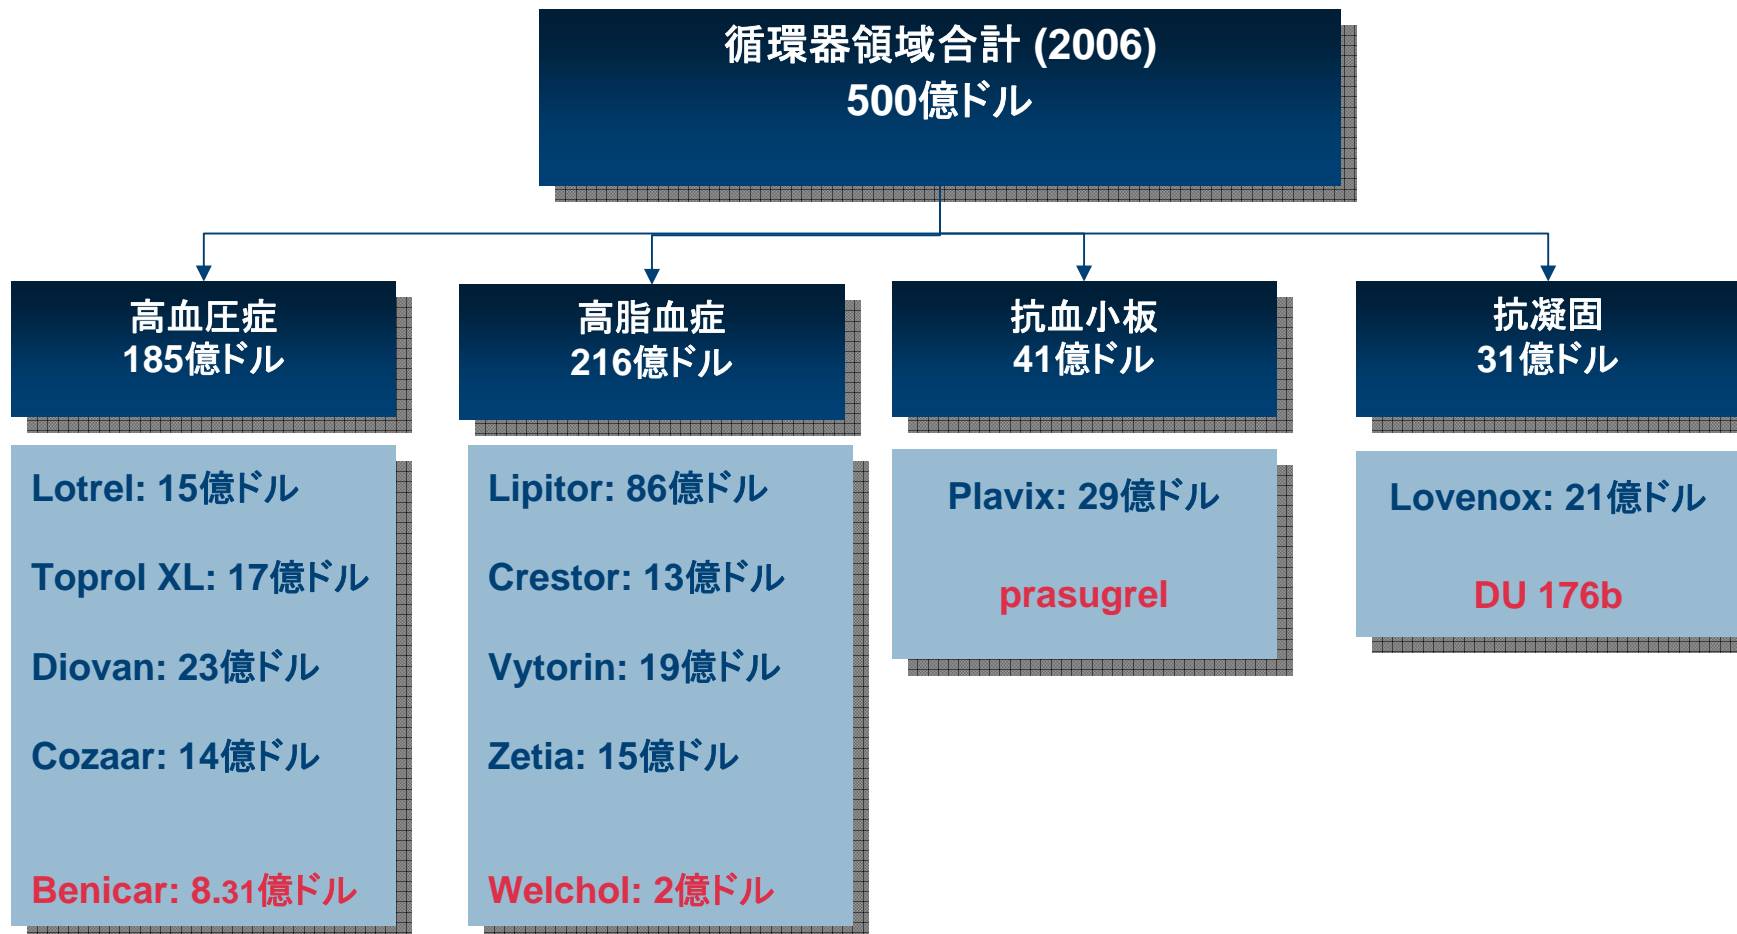 循環器領域合計 (2006)
500億ドル
高血圧症
185億ドル
Lotrel: 15億ドル
Toprol XL: 17億ドル
Diovan: 23億ドル
Cozaar: 14億ドル
Benicar: 8.31億ドル
高脂血症
216億ドル
Lipitor: 86億ドル
Crestor: 13億ドル
Vytorin: 19億ドル
Zetia: 15億ドル
Welchol: 2億ドル
抗血小板
41億ドル
Plavix: 29億ドル
prasugrel
抗凝固
31億ドル
Lovenox: 21億ドル
DU 176b